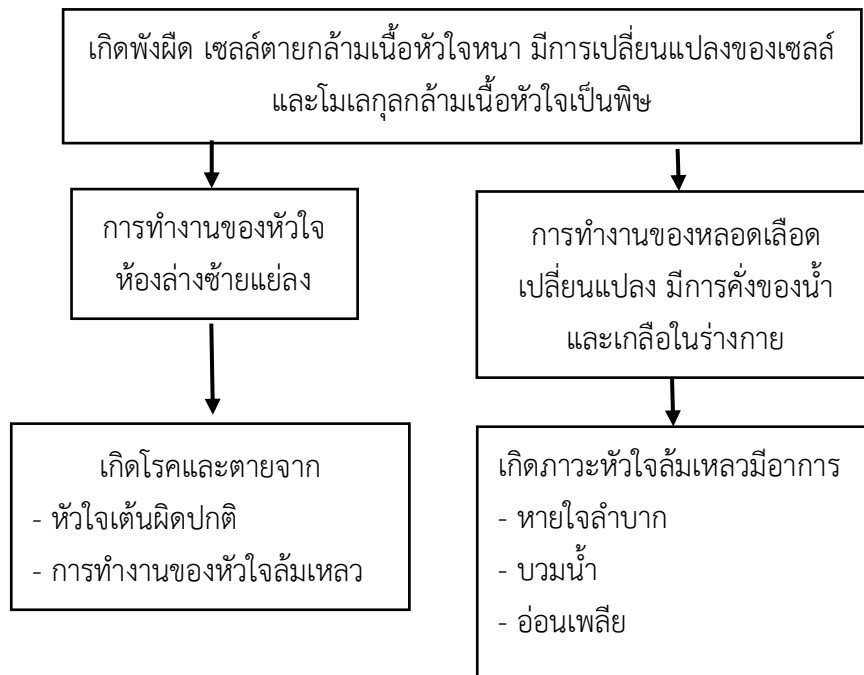 เกิดพังผืด เซลล์ตายกล้ามเนื้อหัวใจหนา มีการเปลี่ยนแปลงของเซลล์
และโมเลกุลกล้ามเนื้อหัวใจเป็นพิษ
การทำงานของหัวใจ
ห้องล่างซ้ายแย่ลง
การทำงานของหลอดเลือด
เปลี่ยนแปลง มีการคั่งของน้ำ
และเกลือในร่างกาย
เกิดโรคและตายจาก
- หัวใจเต้นผิดปกติ
- การทำงานของหัวใจล้มเหลว
เกิดภาวะหัวใจล้มเหลวมีอาการ
- หายใจลำบาก
- บวมน้ำ
- อ่อนเพลีย